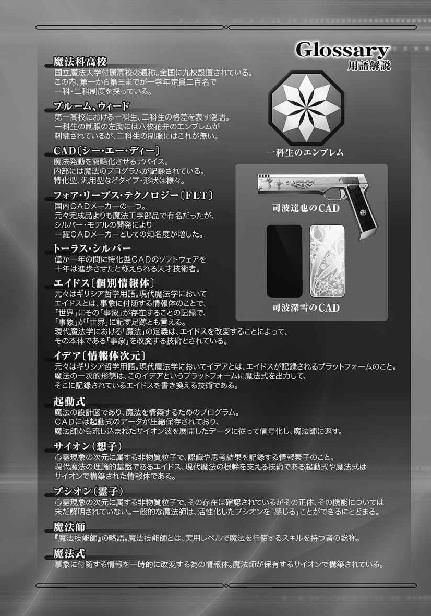 Glossary
用語解説
魔法科高校
国立魔法大学付属高校の通称。全国に九校設置されている。
この内、第一から第三までが一学年定員二百名で
一科・二科制度を採っている。
ブルーム、ウィード
第一高校における一科生、二科生の格差を表す隠語。
一科生の制服の左胸には八枚花弁のエンブレムが
刺繍されているが、二科生の制服にはこれが無い。
一科生のエンブレム
CAD〔シー・エー・ディー〕
魔法発動を簡略化させるデバイス。
内部には魔法のプログラムが記録されている。
特化型、汎用型などタイプ・形状は様々。
フォア・リーブス・テクノロジー〔FLT〕
国内CADメーカーの一つ。
元々完成品よりも魔法工学部品で有名だったが、
シルバー・モデルの開発により
一躍CADメーカーとしての知名度が増した。
トーラス・シルバー
僅か一年の間に特化型CADのソフトウェアを
十年は進歩させたと称えられる天才技術者。
司波達也のCAD
司波深雪のCAD
エイドス〔個別情報体〕
元々はギリシア哲学用語。現代魔法学において
エイドスとは、事象に付随する情報体のことで、
「世界」にその「事象」が存在することの記録で、
「事象」が「世界」に記す足跡とも言える。
現代魔法学における「魔法」の定義は、エイドスを改変することによって、
その本体である「事象」を改変する技術とされている。
イデア〔情報体次元〕
元々はギリシア哲学用語。現代魔法学においてイデアとは、エイドスが記録されるプラットフォームのこと。
魔法の一次的形態は、このイデアというプラットフォームに魔法式を出力して、
そこに記録されているエイドスを書き換える技術である。
起動式
魔法の設計図であり、魔法を構築するためのプログラム。
CADには起動式のデータが圧縮保存されており、
魔法師から流し込まれたサイオン波を展開したデータに従って信号化し、魔法師に返す。
サイオン〔想子〕
心霊現象の次元に属する非物質粒子で、認識や思考結果を記録する情報素子のこと。
現代魔法の理論的基盤であるエイドス、現代魔法の根幹を支える技術である起動式や魔法式は
サイオンで構築された情報体である。
プシオン〔霊子〕
心霊現象の次元に属する非物質粒子で、その存在は確認されているがその正体、その機能については
未だ解明されていない。一般的な魔法師は、活性化したプシオンを「感じる」ことができるにとどまる。
魔法師
『魔法技能師』の略語。魔法技能師とは、実用レベルで魔法を行使するスキルを持つ者の総称。
魔法式
事象に付随する情報を一時的に改変する為の情報体。魔法師が保有するサイオンで構築されている。